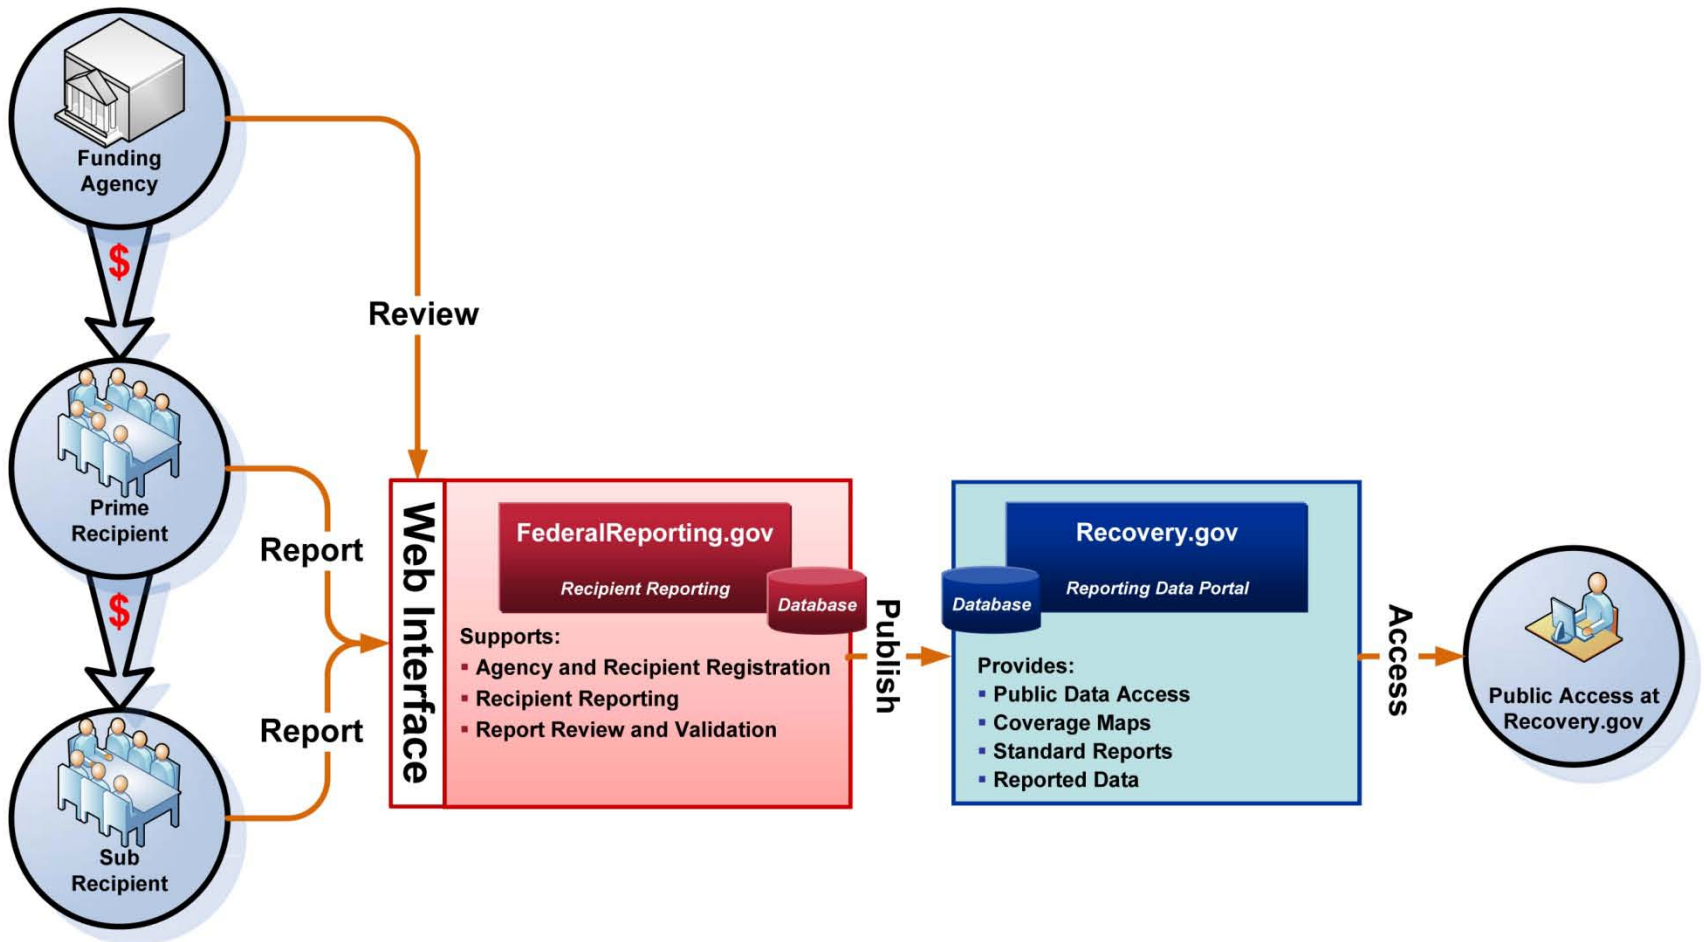 Funding
Agency
$
Review
Prime
Recipient
Report
$
Report
Sub
Recipient
Web Interface
FederalReporting.gov
Recipient Reporting
Database
Supports:
▪ Agency and Recipient Registration
▪ Recipient Reporting
▪ Report Review and Validation
Publish
Recovery.gov
Reporting Data Portal
Database
Provides:
▪ Public Data Access
▪ Coverage Maps
▪ Standard Reports
▪ Reported Data
Access
Public Access at
Recovery.gov